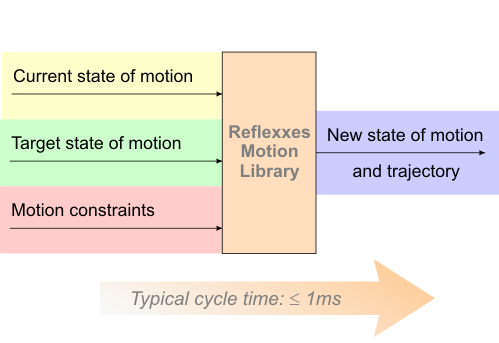 Current state of motion
Target state of motion
Motion constraints
Reflexxes
Motion
Library
New state of motion
and trajectory
Typical cycle time: ≤ 1ms